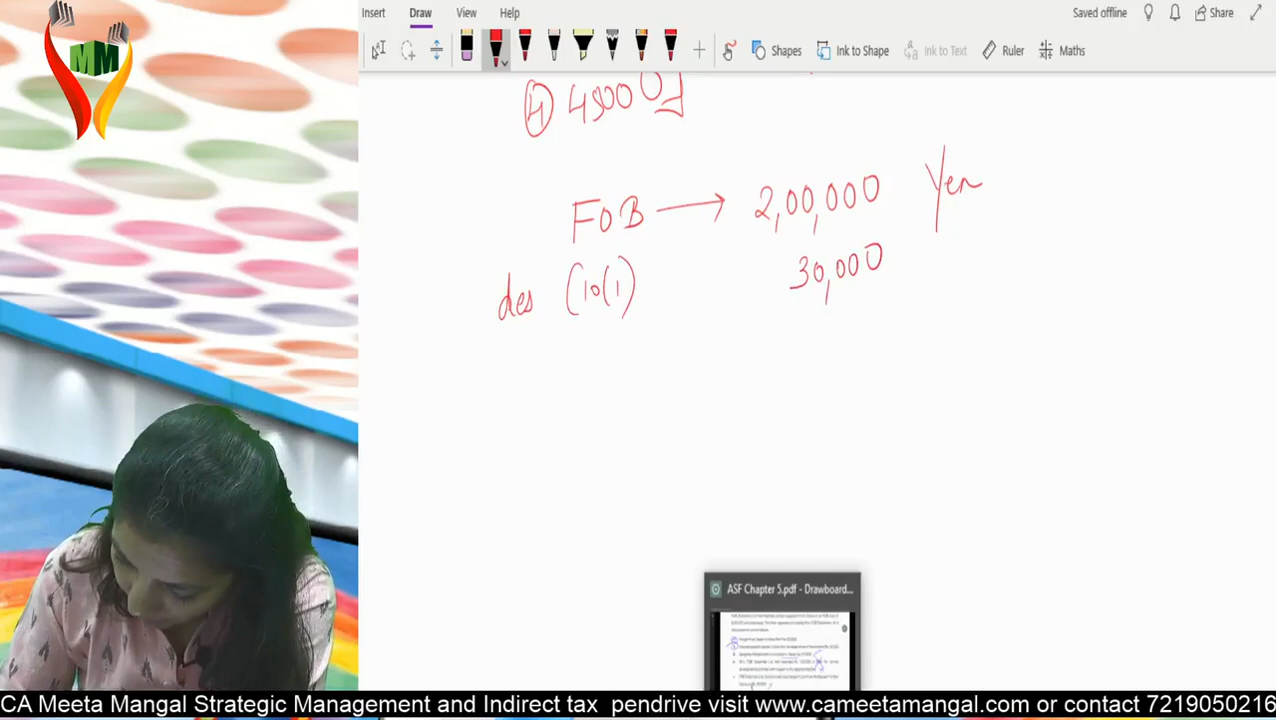 Insert Draw View Help Saved offline Share
Shapes Ink to Shape Ink to Text Ruler Maths
MM
FOB → 2,00,000 Yen
des (10(1) 30,000
ASF Chapter 5.pdf - Drawboard...
CA Meeta Mangal Strategic Management and Indirect tax pendrive visit www.cameetamangal.com or contact 7219050216